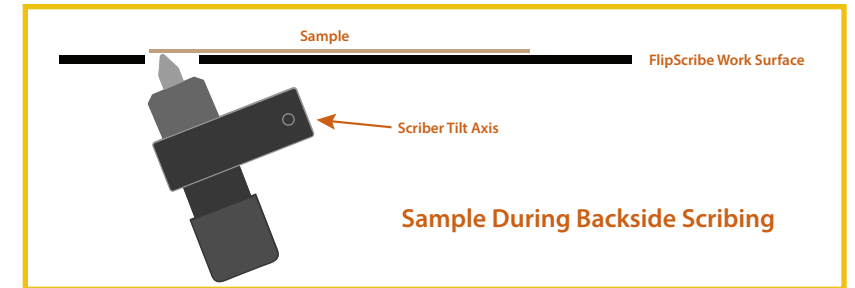 Sample
FlipScribe Work Surface
Scriber Tilt Axis
Sample During Backside Scribing